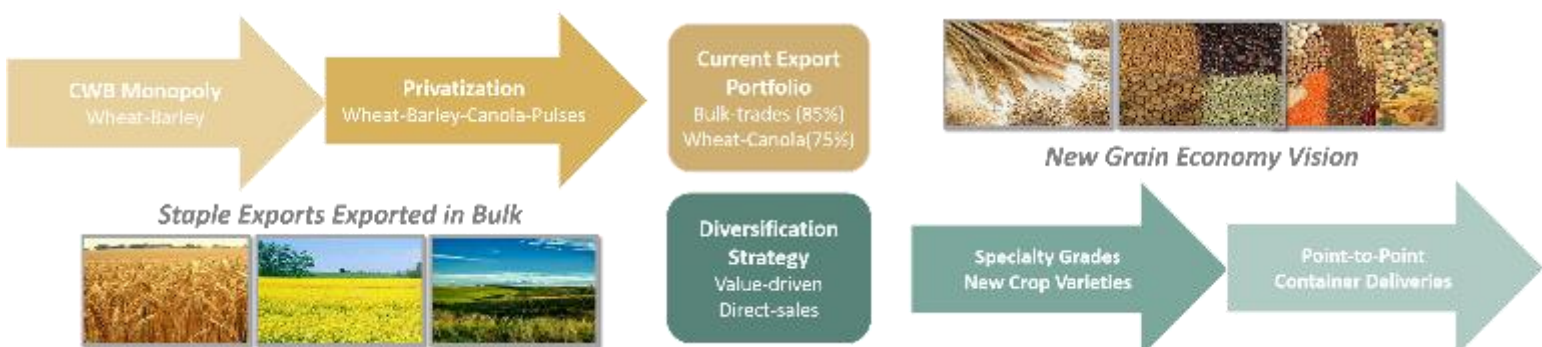 CWB Monopoly
Wheat-Barley
Privatization
Wheat-Barley-Canola-Pulses
Staple Exports Exported in Bulk
Current Export
Portfolio
Bulk-trades (85%)
Wheat-Canola(75%)
Diversification
Strategy
Value-driven
Direct-sales
New Grain Economy Vision
Specialty Grades
New Crop Varieties
Point-to-Point
Container Deliveries